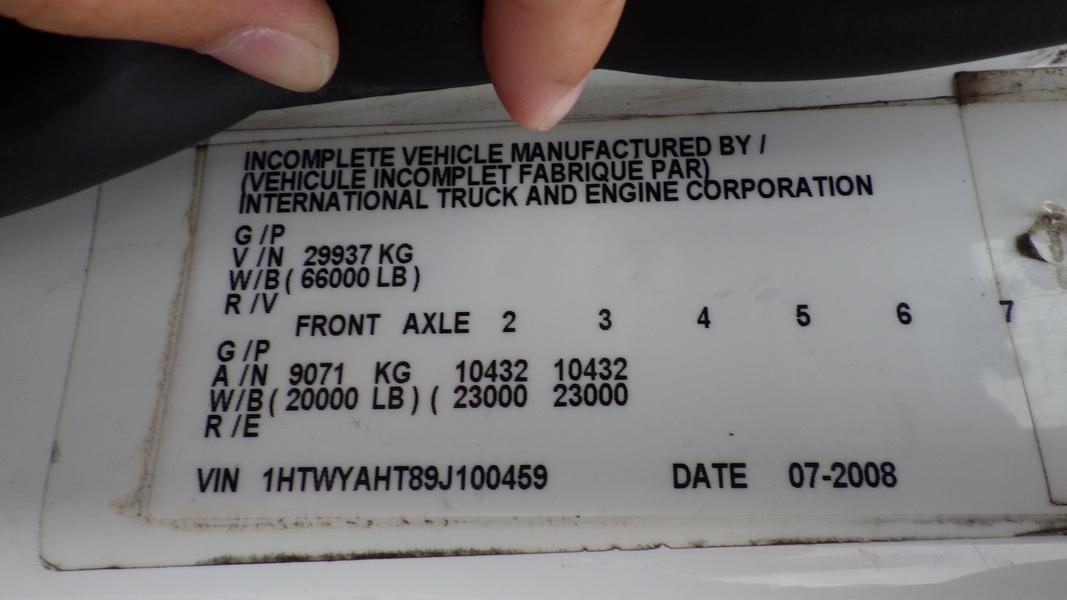 INCOMPLETE VEHICLE MANUFACTURED BY /
(VEHICULE INCOMPLET FABRIQUE PAR)
INTERNATIONAL TRUCK AND ENGINE CORPORATION
G /P
V /N 29937 KG
W/B ( 66000 LB )
R /V
FRONT AXLE 2 3 4 5 6 7
G /P
A /N 9071 KG 10432 10432
W/B ( 20000 LB ) ( 23000 23000
R /E
VIN 1HTWYAHT89J100459 DATE 07-2008